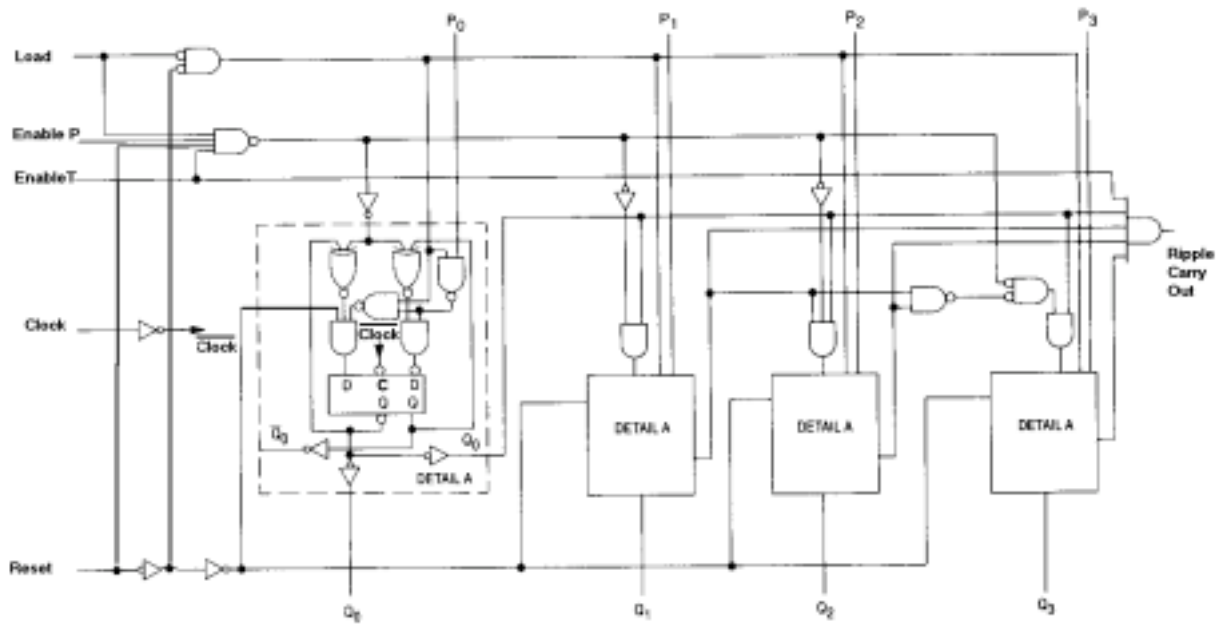 P0
P1
P2
P3
Load
Enable P
EnableT
Ripple
Carry
Out
Clock
Clock
Clock
D C D
Q Q
Q0
Q0
DETAIL A
DETAIL A
DETAIL A
DETAIL A
Reset
Q0
Q1
Q2
Q3